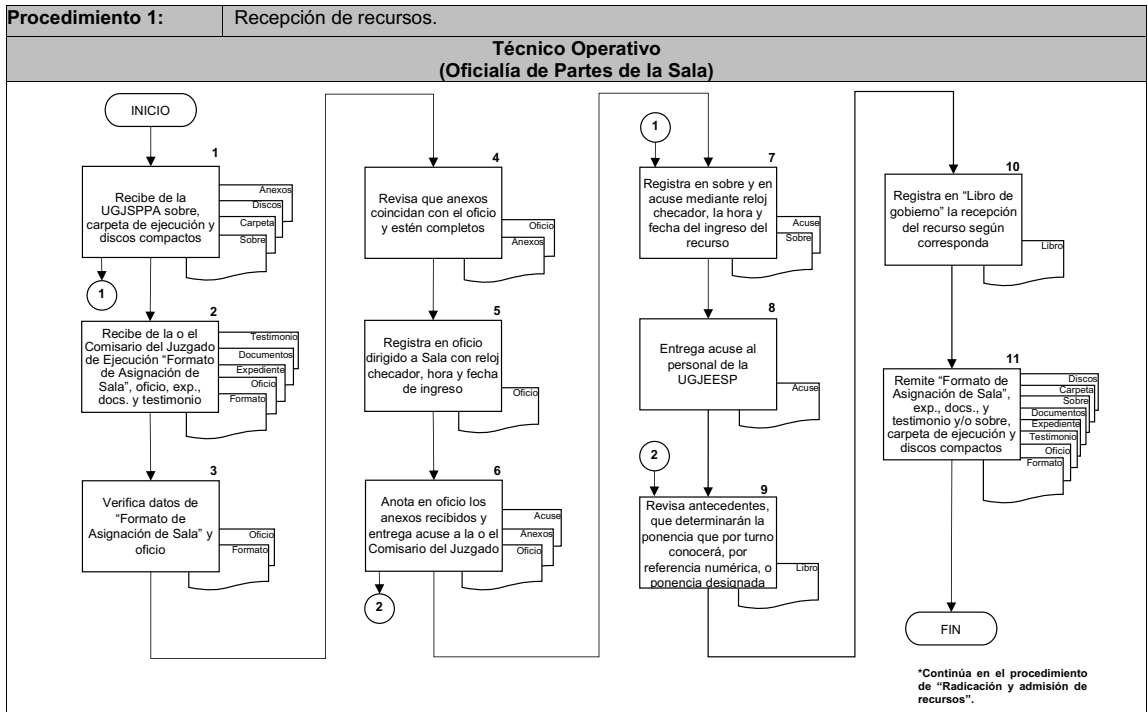 Procedimiento 1:
Recepción de recursos.
Técnico Operativo
(Oficialía de Partes de la Sala)
INICIO
1
Recibe de la
UGJSPPA sobre,
carpeta de ejecución y
discos compactos
Anexos
Discos
Carpeta
Sobre
1
2
Recibe de la o el
Comisario del Juzgado
de Ejecución “Formato
de Asignación de
Sala”, oficio, exp.,
docs. y testimonio
Testimonio
Documentos
Expediente
Oficio
Formato
3
Verifica datos de
“Formato de
Asignación de Sala” y
oficio
Oficio
Formato
4
Revisa que anexos
coincidan con el oficio
y estén completos
Oficio
Anexos
5
Registra en oficio
dirigido a Sala con reloj
checador, hora y fecha
de ingreso
Oficio
6
Anota en oficio los
anexos recibidos y
entrega acuse a la o el
Comisario del Juzgado
Acuse
Anexos
Oficio
2
1
7
Registra en sobre y en
acuse mediante reloj
checador, la hora y
fecha del ingreso del
recurso
Acuse
Sobre
8
Entrega acuse al
personal de la
UGJEESP
Acuse
2
9
Revisa antecedentes,
que determinarán la
ponencia que por turno
conocerá, por
referencia numérica, o
ponencia designada
Libro
10
Registra en “Libro de
gobierno” la recepción
del recurso según
corresponda
Libro
11
Remite “Formato de
Asignación de Sala”,
exp., docs., y
testimonio y/o sobre,
carpeta de ejecución y
discos compactos
Discos
Carpeta
Sobre
Documentos
Expediente
Testimonio
Oficio
Formato
FIN
*Continúa en el procedimiento
de “Radicación y admisión de
recursos”.